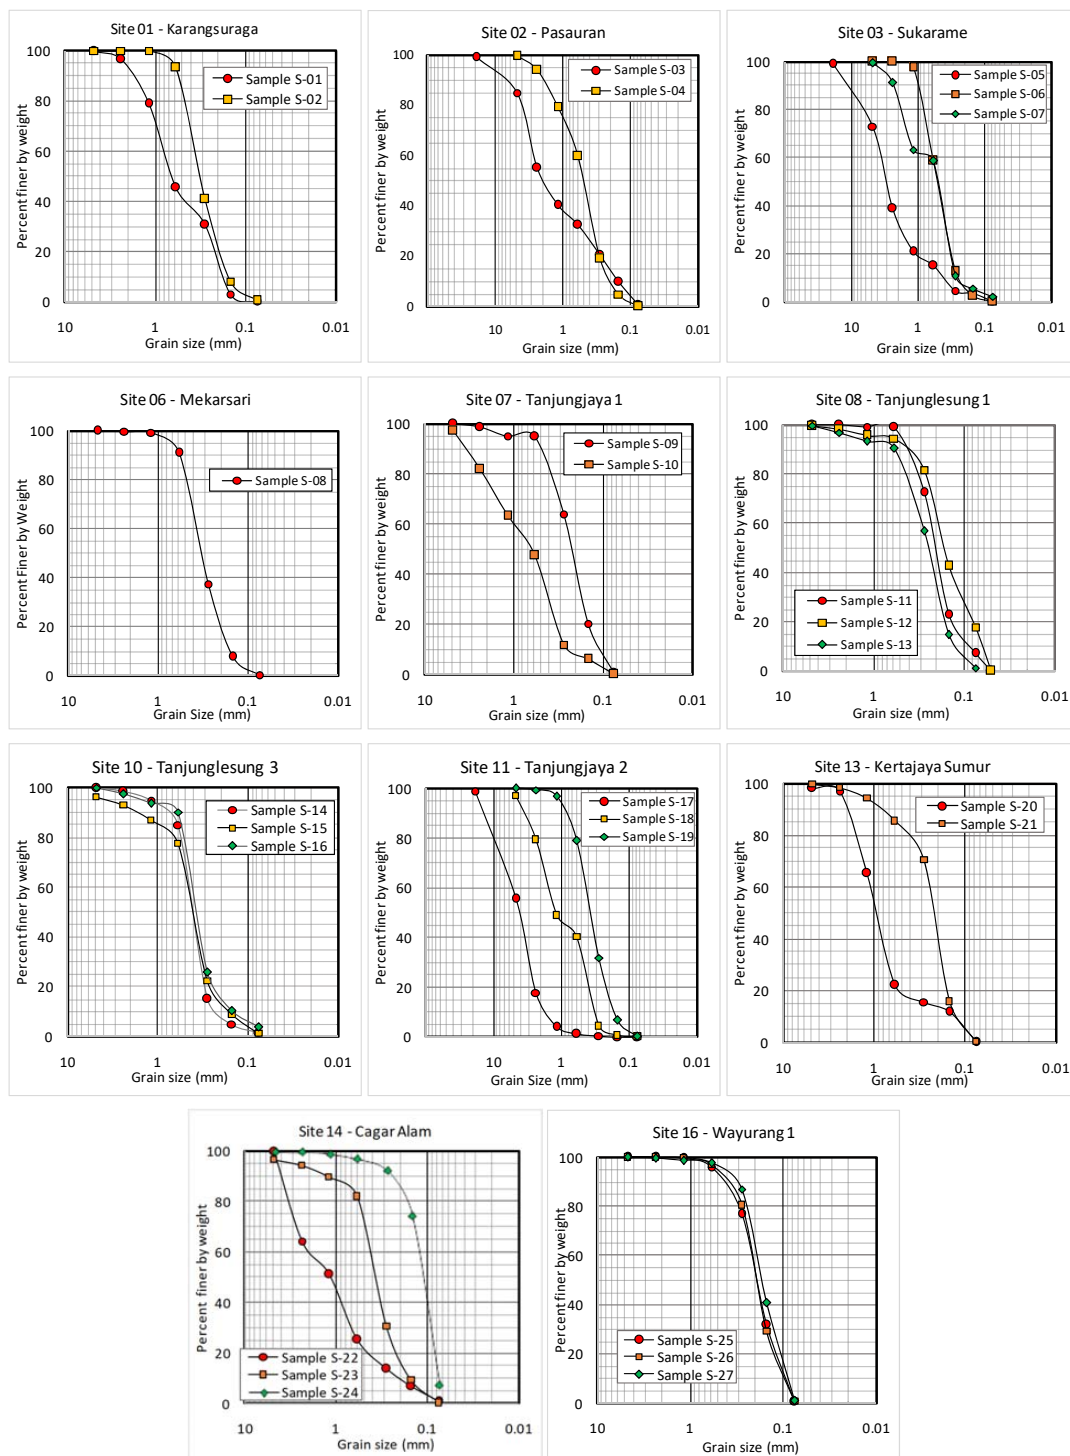 Site 01 - Karangsuraga
Percent finer by weight
100
80
60
40
20
0
Sample S-01
Sample S-02
10 1 0.1 0.01
Grain size (mm)
Site 02 - Pasauran
Percent finer by weight
100
80
60
40
20
0
Sample S-03
Sample S-04
10 1 0.1
Grain size (mm)
Site 03 - Sukarame
Percent finer by weight
100
80
60
40
20
0
Sample S-05
Sample S-06
Sample S-07
10 1 0.1 0.01
Grain size (mm)
Site 06 - Mekarsari
Percent Finer by Weight
100
80
60
40
20
0
Sample S-08
10 1 0.1 0.01
Grain Size (mm)
Site 07 - Tanjungjaya 1
Percent finer by weight
100
80
60
40
20
0
Sample S-09
Sample S-10
10 1 0.1 0.01
Grain size (mm)
Site 08 - Tanjunglesung 1
Percent finer by weight
100
80
60
40
20
0
Sample S-11
Sample S-12
Sample S-13
10 1 0.1 0.01
Grain size (mm)
Site 10 - Tanjunglesung 3
Percent finer by weight
100
80
60
40
20
0
Sample S-14
Sample S-15
Sample S-16
10 1 0.1 0.01
Grain size (mm)
Site 11 - Tanjungjaya 2
Percent finer by weight
100
80
60
40
20
0
Sample S-17
Sample S-18
Sample S-19
10 1 0.1 0.01
Grain size (mm)
Site 13 - Kertajaya Sumur
Percent finer by weight
100
80
60
40
20
0
Sample S-20
Sample S-21
10 1 0.1 0.01
Grain size (mm)
Site 14 - Cagar Alam
Percent finer by weight
100
80
60
40
20
0
Sample S-22
Sample S-23
Sample S-24
10 1 0.1 0.01
Grain size (mm)
Site 16 - Wayurang 1
Percent finer by weight
100
80
60
40
20
0
Sample S-25
Sample S-26
Sample S-27
10 1 0.1 0.01
Grain size (mm)